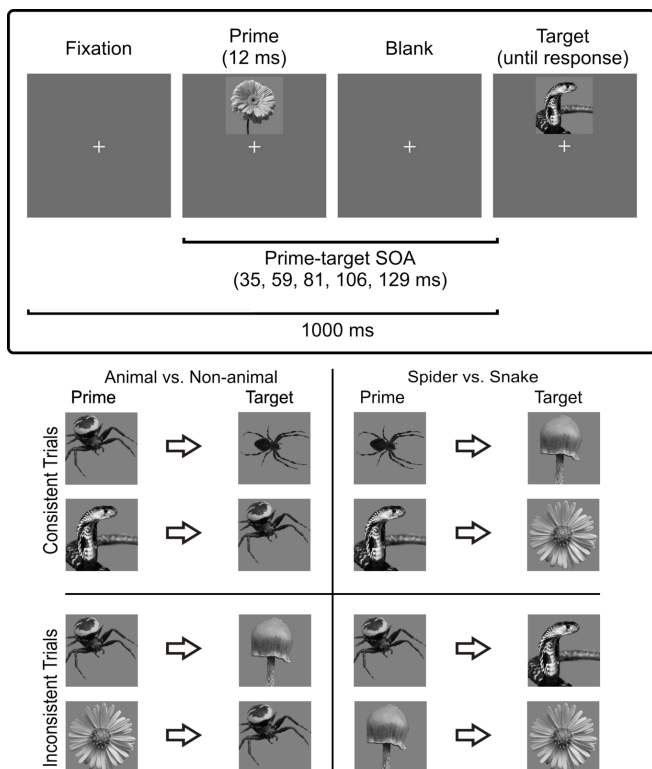 Fixation
Prime
(12 ms)
Blank
Target
(until response)
Prime-target SOA
(35, 59, 81, 106, 129 ms)
1000 ms
Animal vs. Non-animal
Spider vs. Snake
Prime
Target
Prime
Target
Consistent Trials
Inconsistent Trials